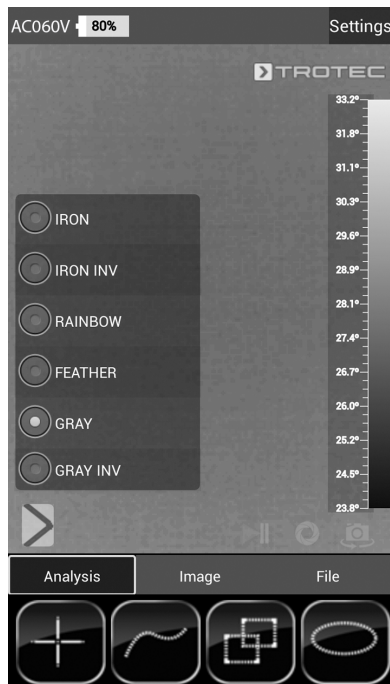 AC060V 80% Settings
TROTEC
33.2°
31.8°
31.1°
30.3°
29.6°
28.9°
28.1°
27.4°
26.7°
26.0°
25.2°
24.5°
23.8°
IRON
IRON INV
RAINBOW
FEATHER
GRAY
GRAY INV
Analysis Image File